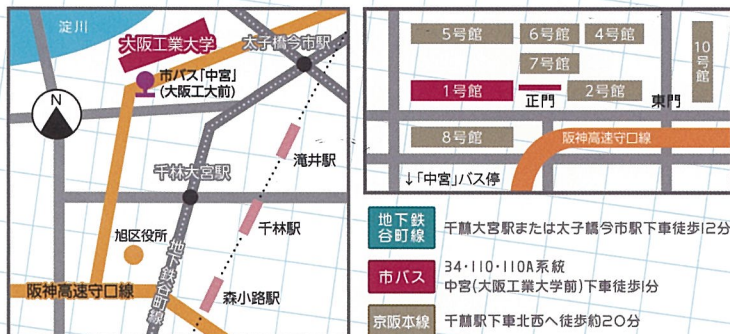 淀川
大阪工業大学
太子橋今市駅
市バス「中宮」
(大阪工大前)
N
滝井駅
千林大宮駅
千林駅
旭区役所
地下鉄谷町線
阪神高速守口線
森小路駅
5号館
6号館
4号館
10号館
7号館
1号館
正門
2号館
東門
8号館
阪神高速守口線
↓「中宮」バス停
地下鉄
谷町線
千林大宮駅または太子橋今市駅下車徒歩12分
市バス
34・110・110A系統
中宮(大阪工業大学前)下車徒歩1分
京阪本線
千林駅下車北西へ徒歩約20分